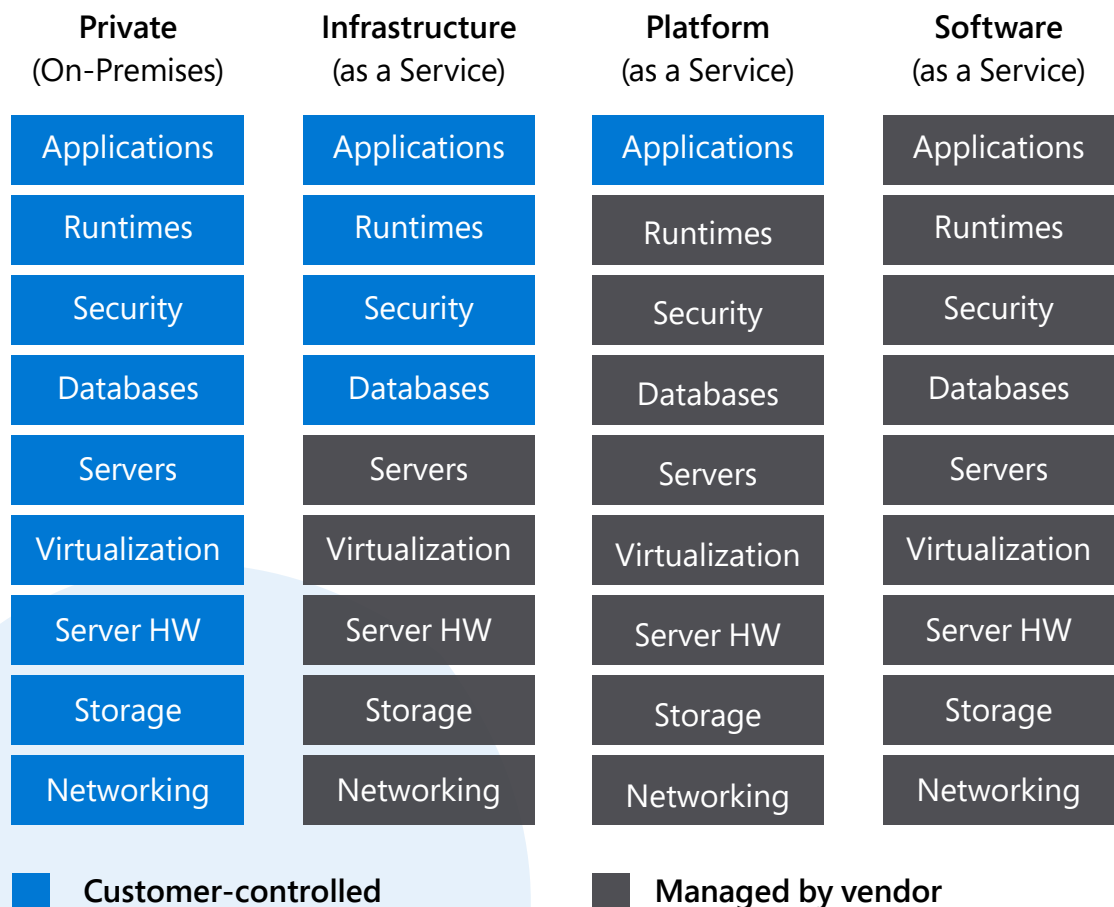 Private Infrastructure Platform Software
(On-Premises) (as a Service) (as a Service) (as a Service)
Applications Applications Applications Applications
Runtimes Runtimes Runtimes Runtimes
Security Security Security Security
Databases Databases Databases Databases
Servers Servers Servers Servers
Virtualization Virtualization Virtualization Virtualization
Server HW Server HW Server HW Server HW
Storage Storage Storage Storage
Networking Networking Networking Networking
Customer-controlled Managed by vendor